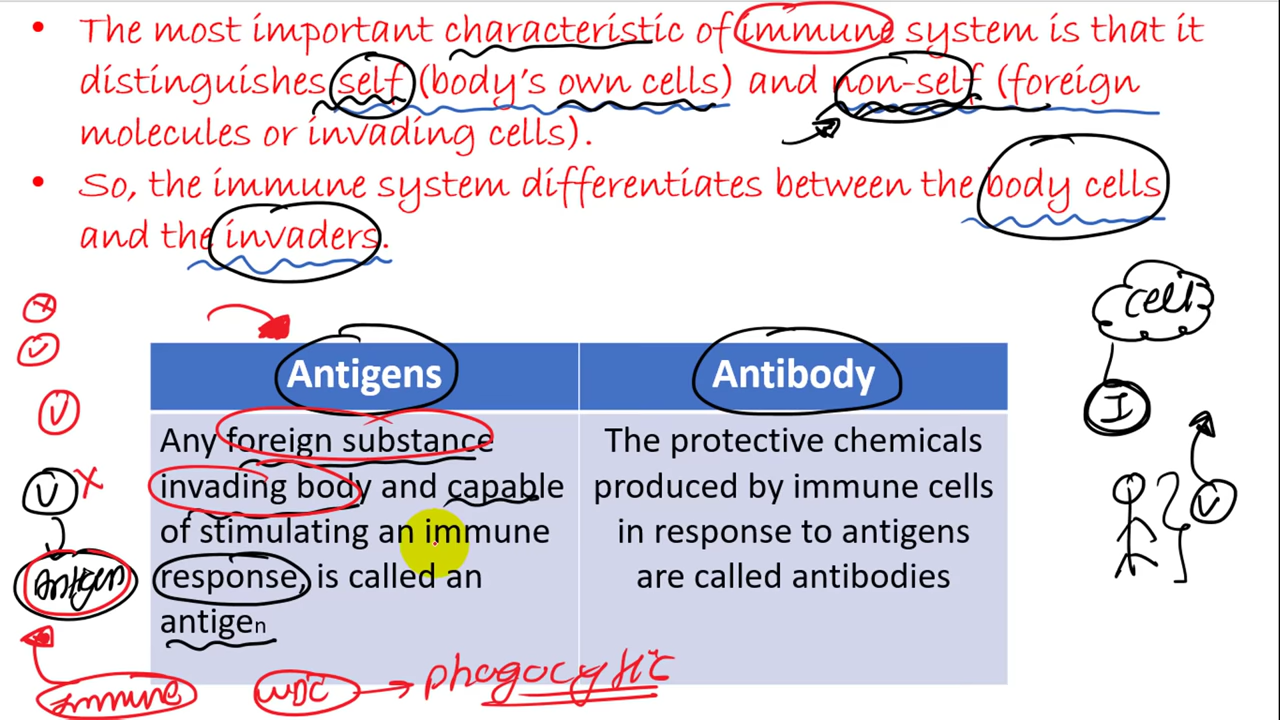 • The most important characteristic of immune system is that it
distinguishes self (body's own cells) and non-self (foreign
molecules or invading cells).
• So, the immune system differentiates between the body cells
and the invaders.
cell
I
V
V
V
V X
Antigen
immune
WBC → phagocytic
Antigens
Any foreign substance
invading body and capable
of stimulating an immune
response, is called an
antigen
Antibody
The protective chemicals
produced by immune cells
in response to antigens
are called antibodies